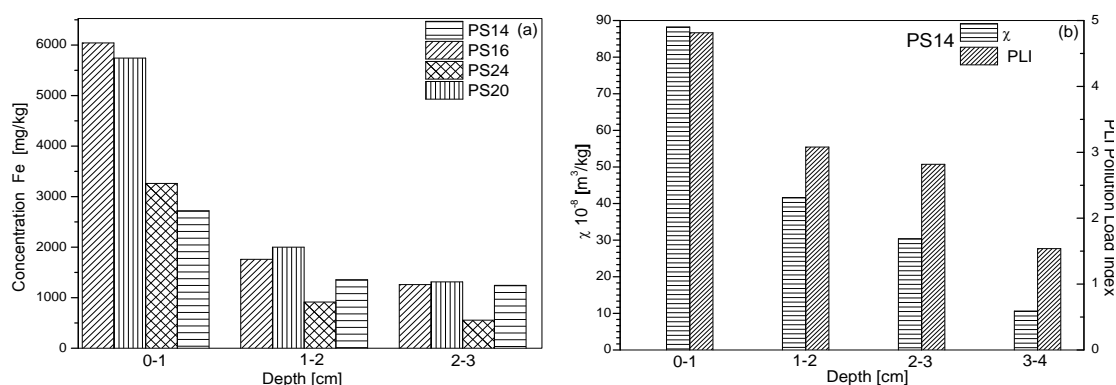 (a)
PS14
PS16
PS24
PS20
Concentration Fe [mg/kg]
6000
5000
4000
3000
2000
1000
0
0-1
1-2
2-3
Depth [cm]
(b)
PS14
χ
PLI
χ 10⁻⁸ [m³/kg]
90
80
70
60
50
40
30
20
10
0
5
4
3
2
1
0
PLI Pollution Load Index
0-1
1-2
2-3
3-4
Depth [cm]